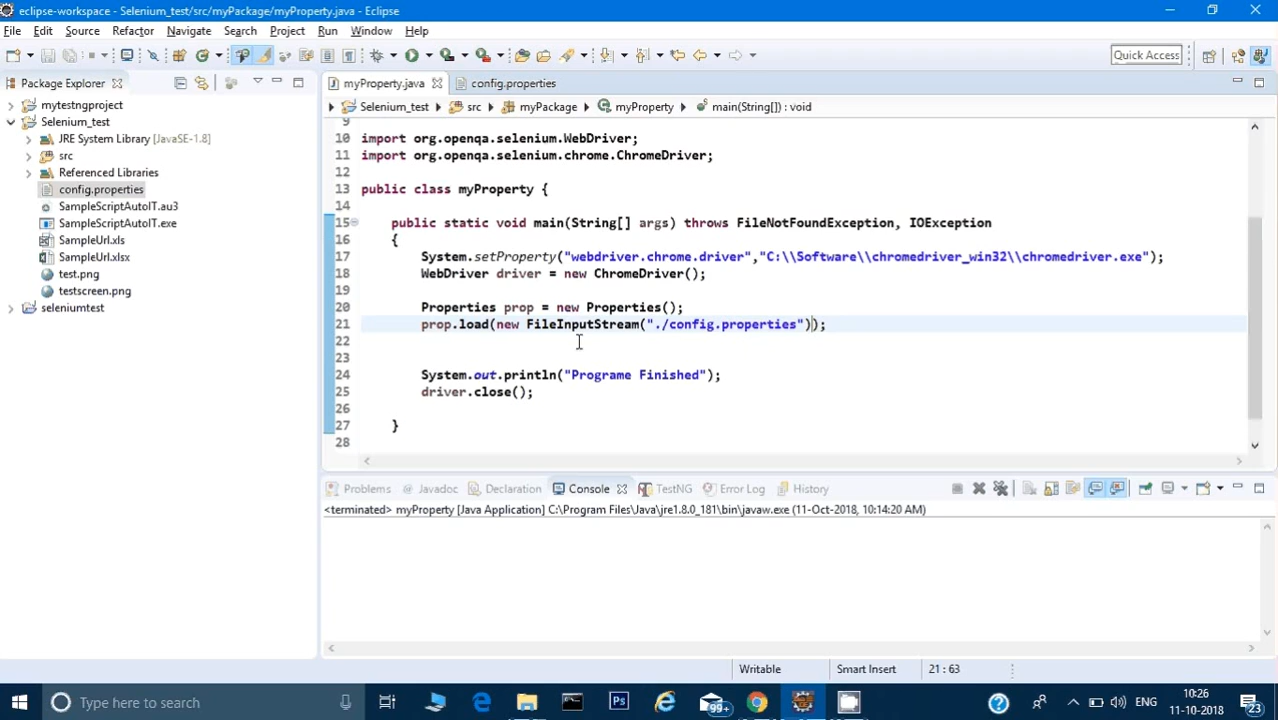 eclipse-workspace - Selenium_test/src/myPackage/myProperty.java - Eclipse
File Edit Source Refactor Navigate Search Project Run Window Help
Quick Access
Package Explorer
mytestngproject
Selenium_test
JRE System Library [JavaSE-1.8]
src
Referenced Libraries
config.properties
SampleScriptAutoIT.au3
SampleScriptAutoIT.exe
SampleUrl.xls
SampleUrl.xlsx
test.png
testscreen.png
seleniumtest
myProperty.java config.properties
Selenium_test src myPackage myProperty main(String[]) : void
9
10 import org.openqa.selenium.WebDriver;
11 import org.openqa.selenium.chrome.ChromeDriver;
12
13 public class myProperty {
14
15 public static void main(String[] args) throws FileNotFoundException, IOException
16 {
17 System.setProperty("webdriver.chrome.driver","C:\\Software\\chromedriver_win32\\chromedriver.exe");
18 WebDriver driver = new ChromeDriver();
19
20 Properties prop = new Properties();
21 prop.load(new FileInputStream("./config.properties"));
22
23
24 System.out.println("Programe Finished");
25 driver.close();
26
27 }
28
Problems Javadoc Declaration Console TestNG Error Log History
<terminated> myProperty [Java Application] C:\Program Files\Java\jre1.8.0_181\bin\javaw.exe (11-Oct-2018, 10:14:20 AM)
Writable Smart Insert 21 : 63
Type here to search
99+
ENG
10:26
11-10-2018
23